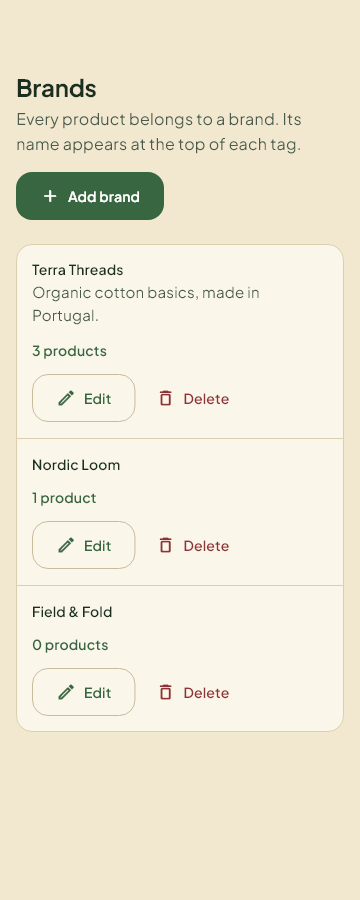 Brands
Every product belongs to a brand. Its
name appears at the top of each tag.
Add brand
Terra Threads
Organic cotton basics, made in
Portugal.
3 products
Edit
Delete
Nordic Loom
1 product
Edit
Delete
Field & Fold
0 products
Edit
Delete